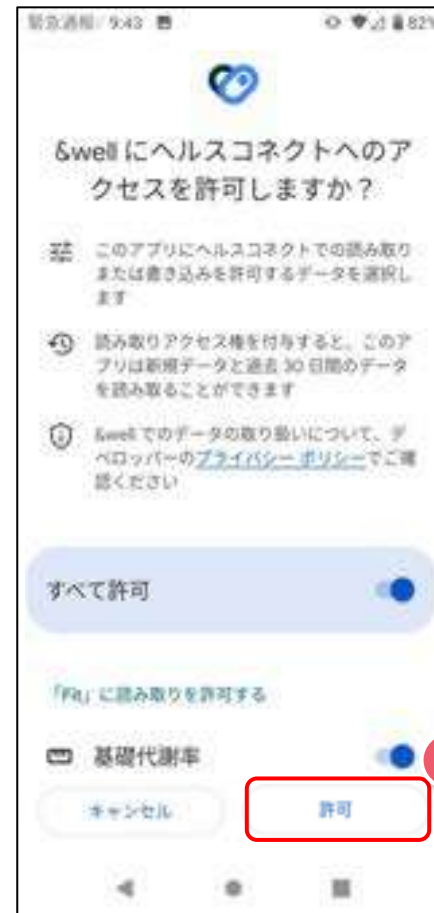 緊急通報 9:43 82%
&well にヘルスコネクトへのア
クセスを許可しますか？
このアプリにヘルスコネクトでの読み取り
または書き込みを許可するデータを選択し
ます
読み取りアクセス権を付与すると、このア
プリは新規データと過去 30 日間のデータ
を読み取ることができます
&well でのデータの取り扱いについて、デ
ベロッパーのプライバシー ポリシーでご確
認ください
すべて許可
「Fit」に読み取りを許可する
基礎代謝率
キャンセル
許可